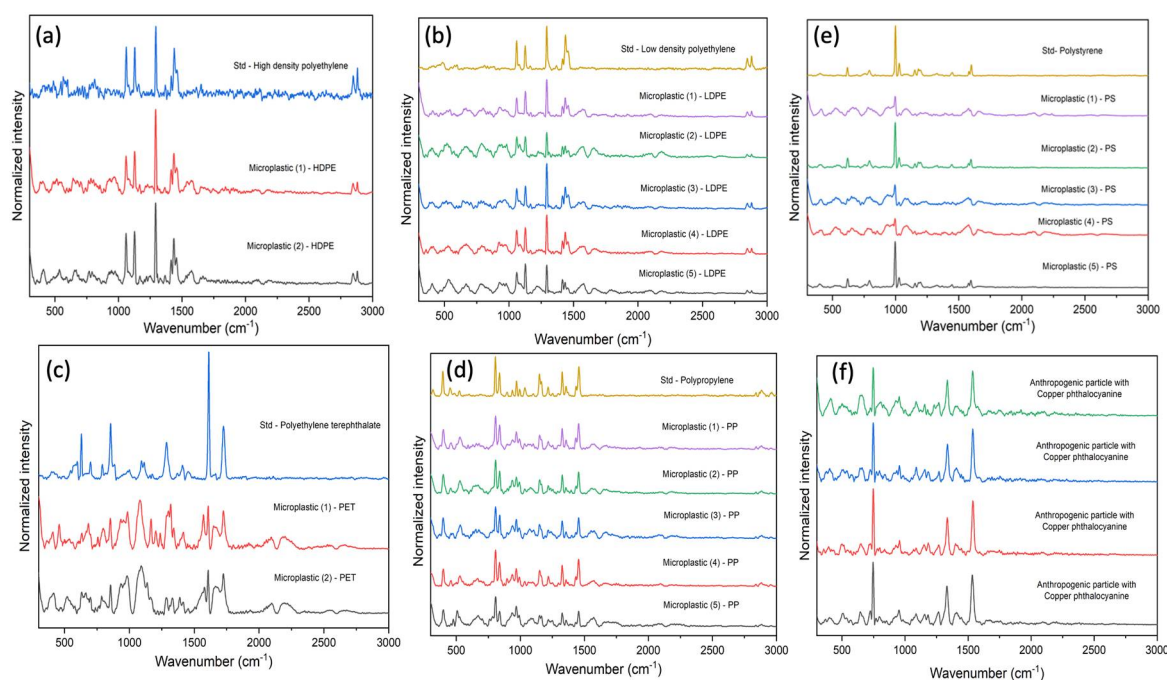 (a)
Normalized intensity
Std - High density polyethylene
Microplastic (1) - HDPE
Microplastic (2) - HDPE
500 1000 1500 2000 2500 3000
Wavenumber (cm⁻¹)
(b)
Normalized intensity
Std - Low density polyethylene
Microplastic (1) - LDPE
Microplastic (2) - LDPE
Microplastic (3) - LDPE
Microplastic (4) - LDPE
Microplastic (5) - LDPE
500 1000 1500 2000 2500 3000
Wavenumber (cm⁻¹)
(e)
Normalized intensity
Std- Polystyrene
Microplastic (1) - PS
Microplastic (2) - PS
Microplastic (3) - PS
Microplastic (4) - PS
Microplastic (5) - PS
500 1000 1500 2000 2500 3000
Wavenumber (cm⁻¹)
(c)
Normalized intensity
Std - Polyethylene terephthalate
Microplastic (1) - PET
Microplastic (2) - PET
500 1000 1500 2000 2500 3000
Wavenumber (cm⁻¹)
(d)
Normalized intensity
Std - Polypropylene
Microplastic (1) - PP
Microplastic (2) - PP
Microplastic (3) - PP
Microplastic (4) - PP
Microplastic (5) - PP
500 1000 1500 2000 2500 3000
Wavenumber (cm⁻¹)
(f)
Normalized intensity
Anthropogenic particle with
Copper phthalocyanine
Anthropogenic particle with
Copper phthalocyanine
Anthropogenic particle with
Copper phthalocyanine
Anthropogenic particle with
Copper phthalocyanine
500 1000 1500 2000 2500 3000
Wavenumber (cm⁻¹)